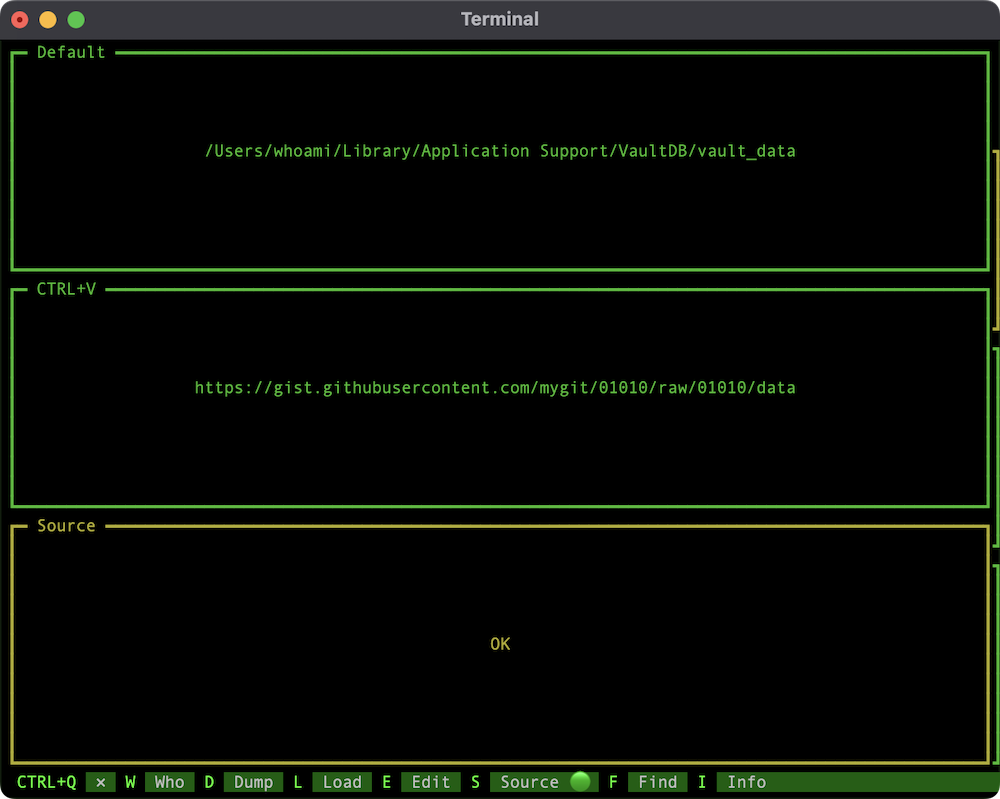 Terminal
Default
/Users/whoami/Library/Application Support/VaultDB/vault_data
CTRL+V
https://gist.githubusercontent.com/mygit/01010/raw/01010/data
Source
OK
CTRL+Q × W Who D Dump L Load E Edit S Source F Find I Info